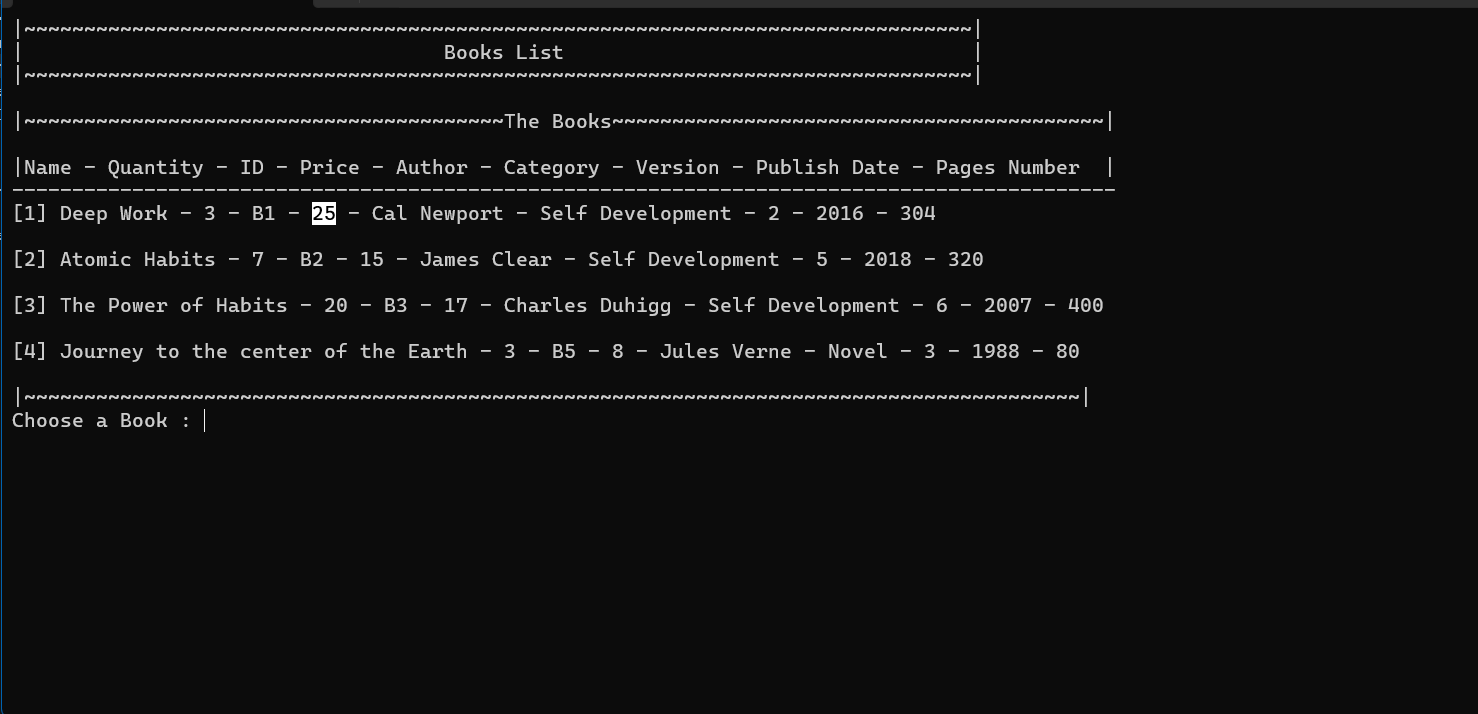 |~~~~~~~~~~~~~~~~~~~~~~~~~~~~~~~~~~~~~~~~~~~~~~~~~~~~~~~~~~~~~~~~~~~~~~~~~~~~~~~|
|                                   Books List                                  |
|~~~~~~~~~~~~~~~~~~~~~~~~~~~~~~~~~~~~~~~~~~~~~~~~~~~~~~~~~~~~~~~~~~~~~~~~~~~~~~~|
|~~~~~~~~~~~~~~~~~~~~~~~~~~~~~~~~~~~~~~~~The Books~~~~~~~~~~~~~~~~~~~~~~~~~~~~~~~~~~~~~~~~~|
|Name - Quantity - ID - Price - Author - Category - Version - Publish Date - Pages Number  |
--------------------------------------------------------------------------------------------
[1] Deep Work - 3 - B1 - 25 - Cal Newport - Self Development - 2 - 2016 - 304
[2] Atomic Habits - 7 - B2 - 15 - James Clear - Self Development - 5 - 2018 - 320
[3] The Power of Habits - 20 - B3 - 17 - Charles Duhigg - Self Development - 6 - 2007 - 400
[4] Journey to the center of the Earth - 3 - B5 - 8 - Jules Verne - Novel - 3 - 1988 - 80
|~~~~~~~~~~~~~~~~~~~~~~~~~~~~~~~~~~~~~~~~~~~~~~~~~~~~~~~~~~~~~~~~~~~~~~~~~~~~~~~~~~~~~~~~|
Choose a Book :